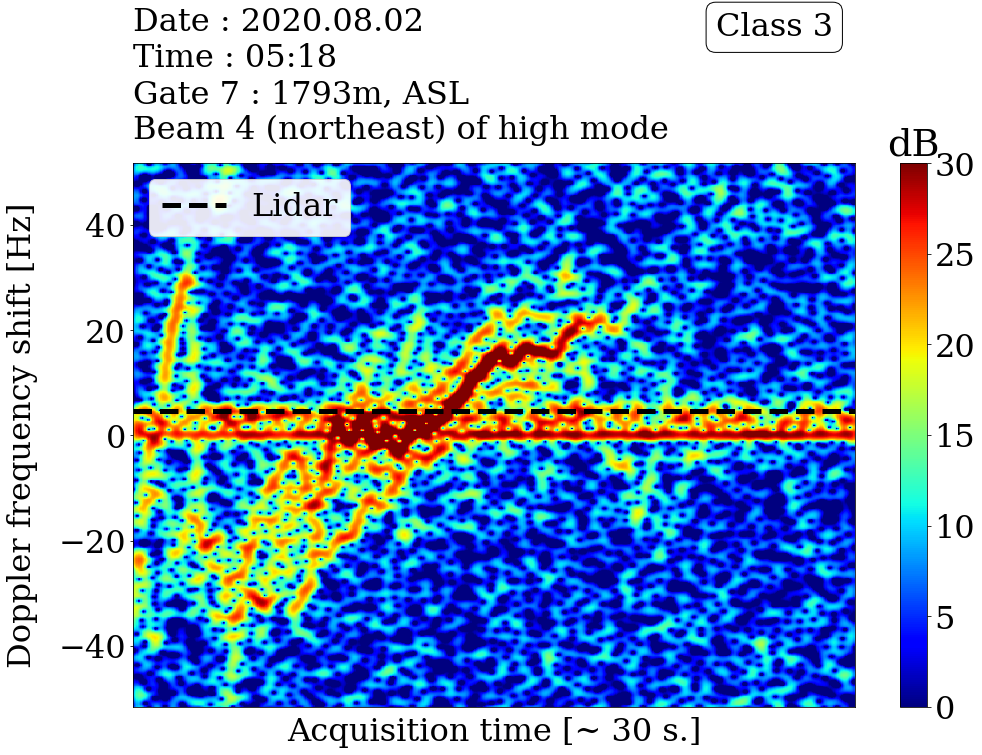 Date : 2020.08.02
Time : 05:18
Gate 7 : 1793m, ASL
Beam 4 (northeast) of high mode
Class 3
dB
Lidar
Doppler frequency shift [Hz]
40
20
0
−20
−40
30
25
20
15
10
5
0
Acquisition time [~ 30 s.]